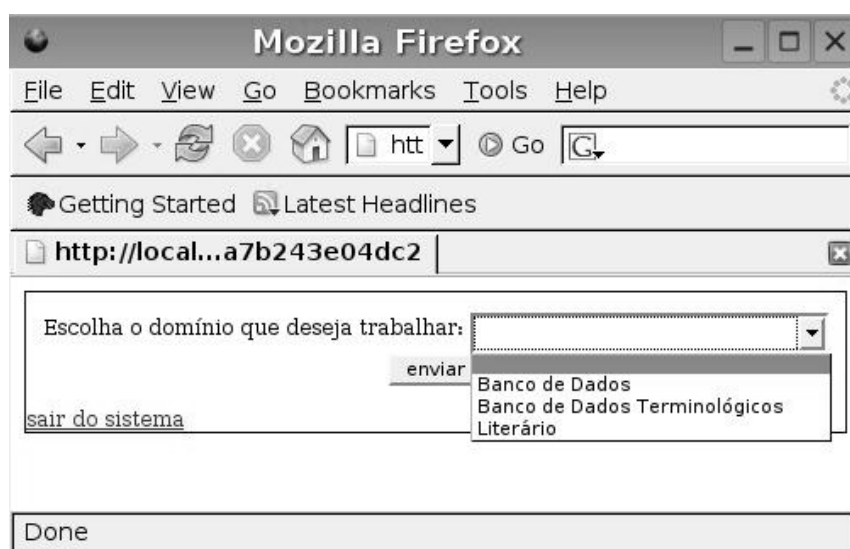 Mozilla Firefox
File Edit View Go Bookmarks Tools Help
htt Go G
Getting Started Latest Headlines
http://local...a7b243e04dc2
Escolha o domínio que deseja trabalhar:
enviar
Banco de Dados
Banco de Dados Terminológicos
Literário
sair do sistema
Done